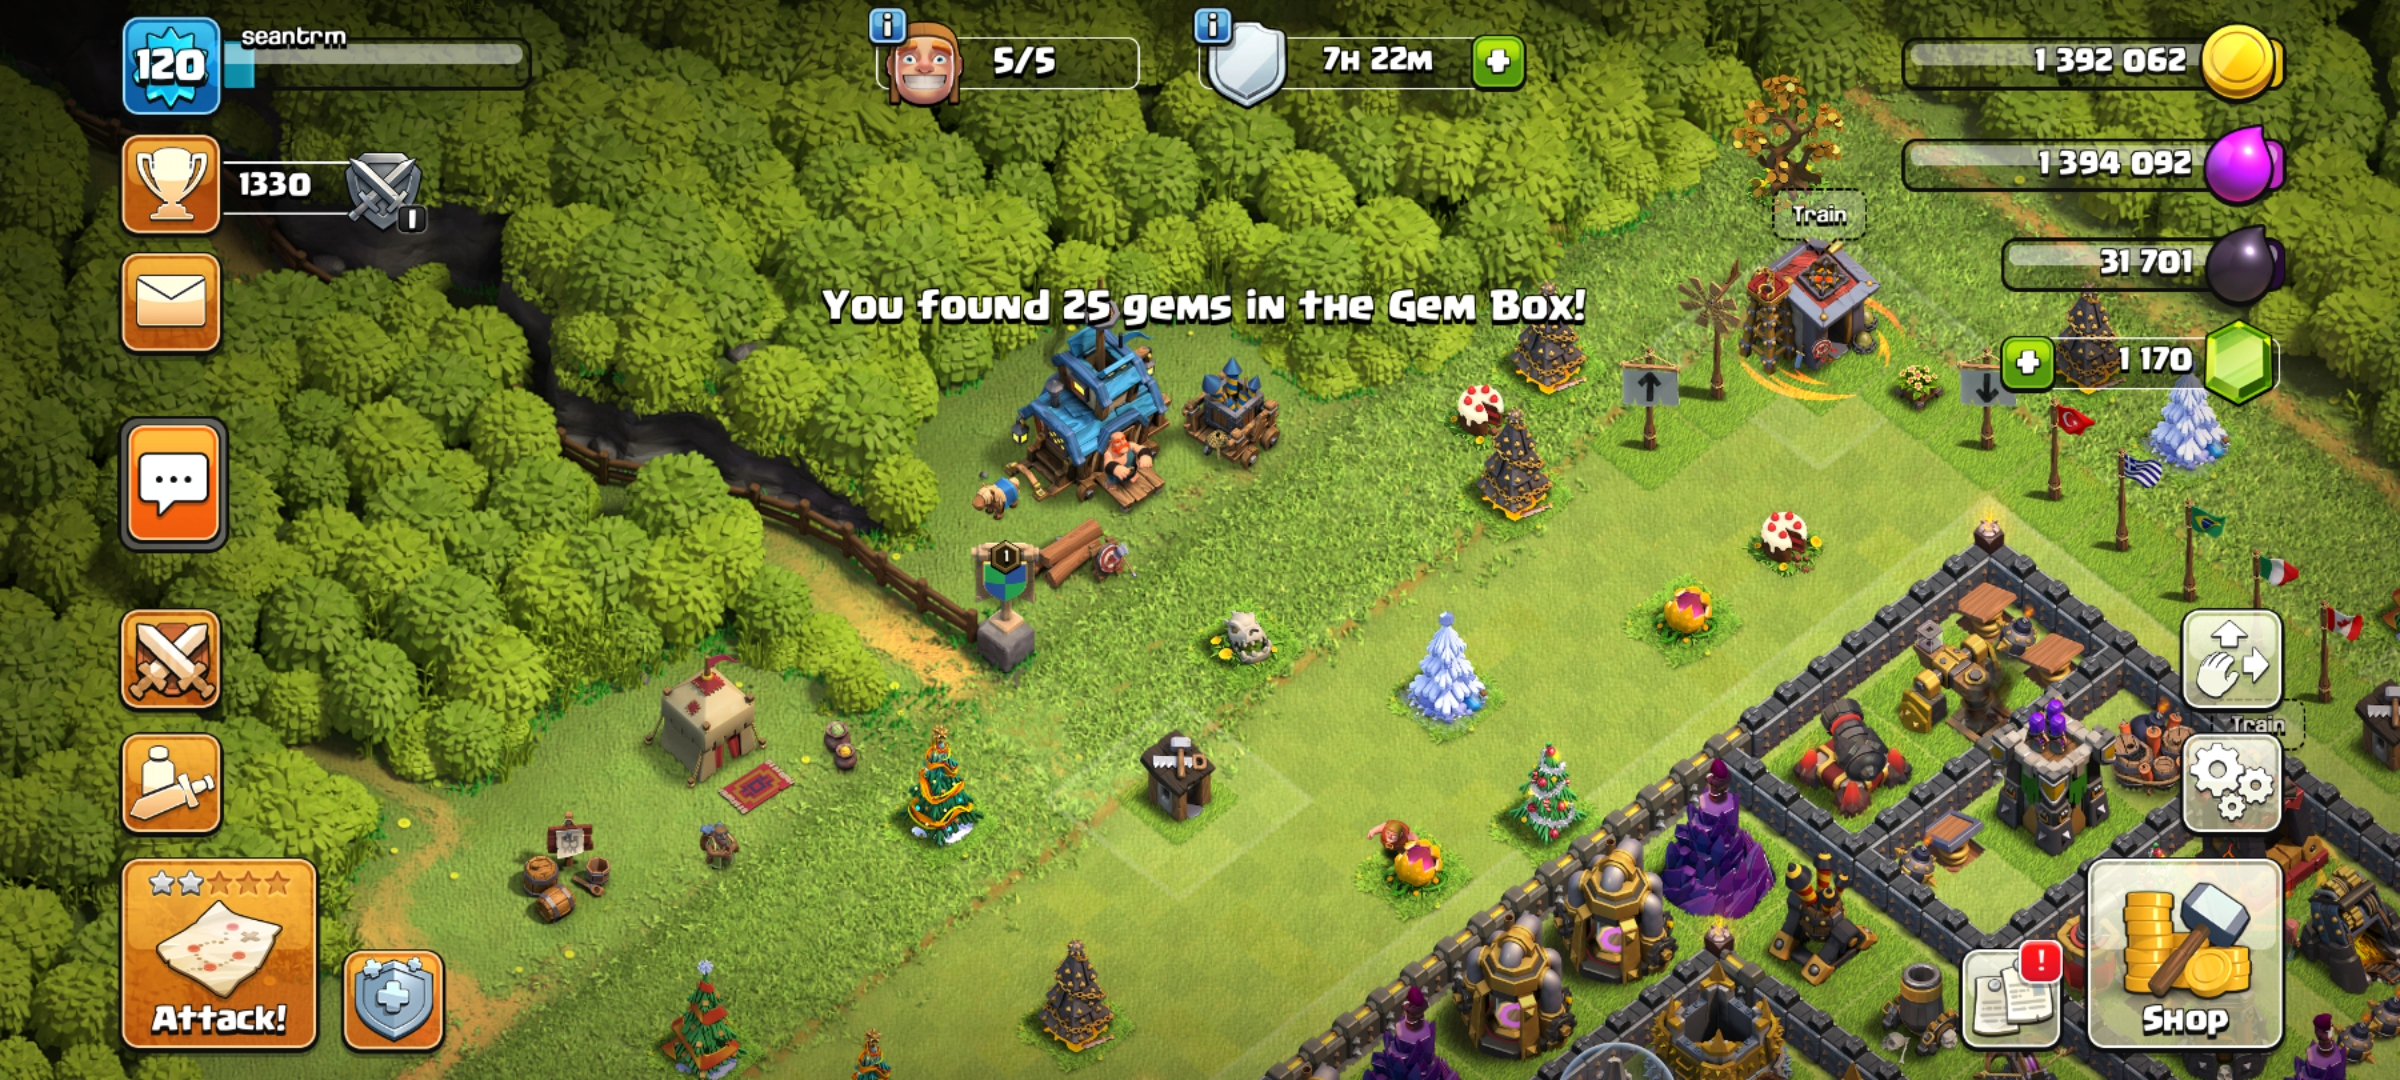 120
seantrm
5/5
7h 22m
1 392 062
1330
I
1 394 092
Train
31 701
You found 25 gems in the Gem Box!
1 170
1
Train
Attack!
!
Shop